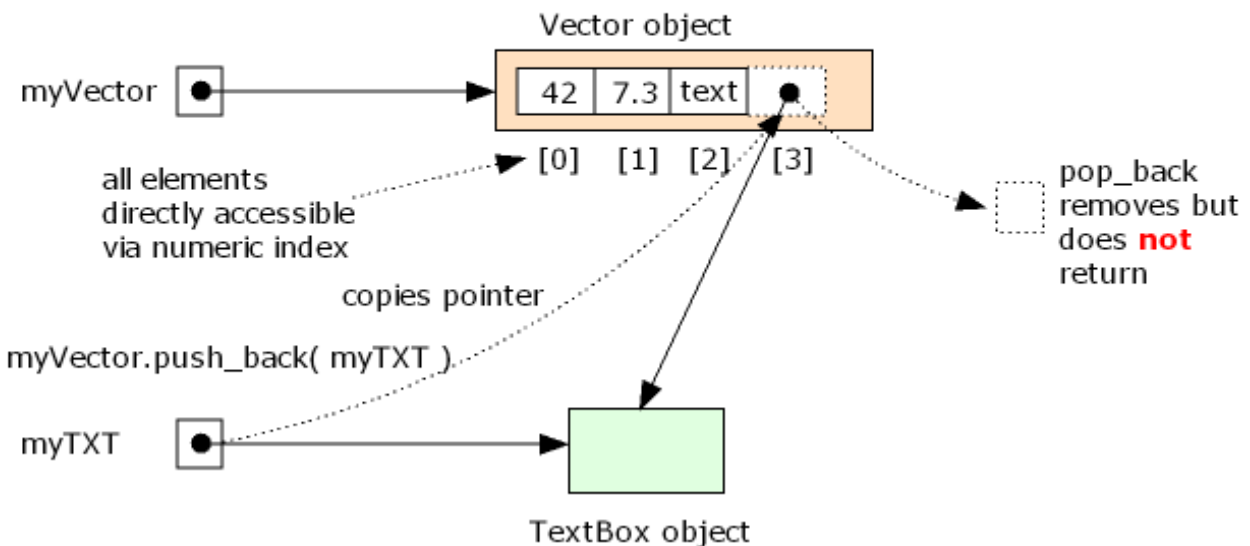 Vector object
myVector
42 7.3 text
[0] [1] [2] [3]
all elements
directly accessible
via numeric index
pop_back
removes but
does not
return
copies pointer
myVector.push_back( myTXT )
myTXT
TextBox object